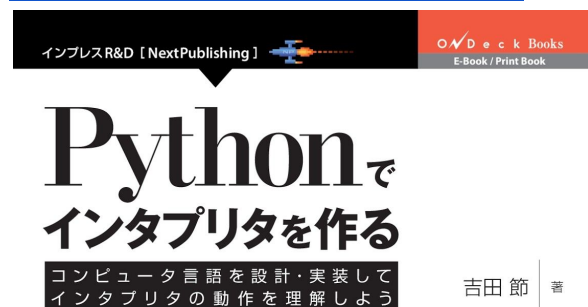 インプレスR&D [ NextPublishing ]
OnDeck Books
E-Book / Print Book
Pythonで
インタプリタを作る
コンピュータ言語を設計・実装して
インタプリタの動作を理解しよう
吉田 節 著